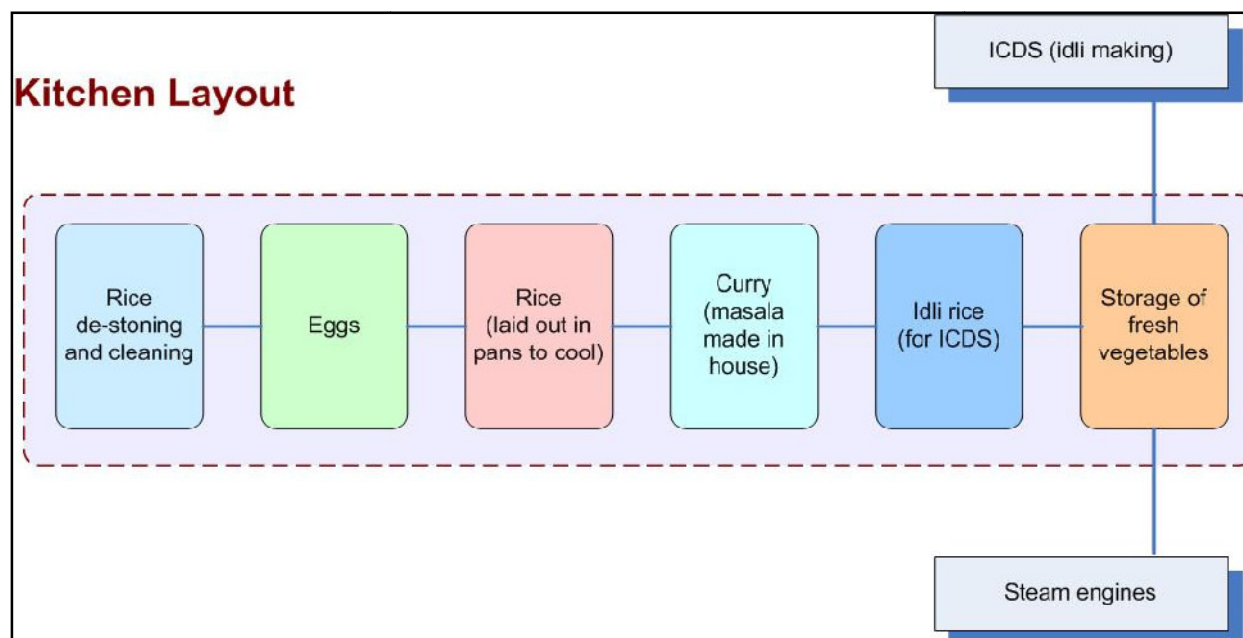 ICDS (idli making)
Kitchen Layout
Rice
de-stoning
and cleaning
Eggs
Rice
(laid out in
pans to cool)
Curry
(masala
made in
house)
Idli rice
(for ICDS)
Storage of
fresh
vegetables
Steam engines